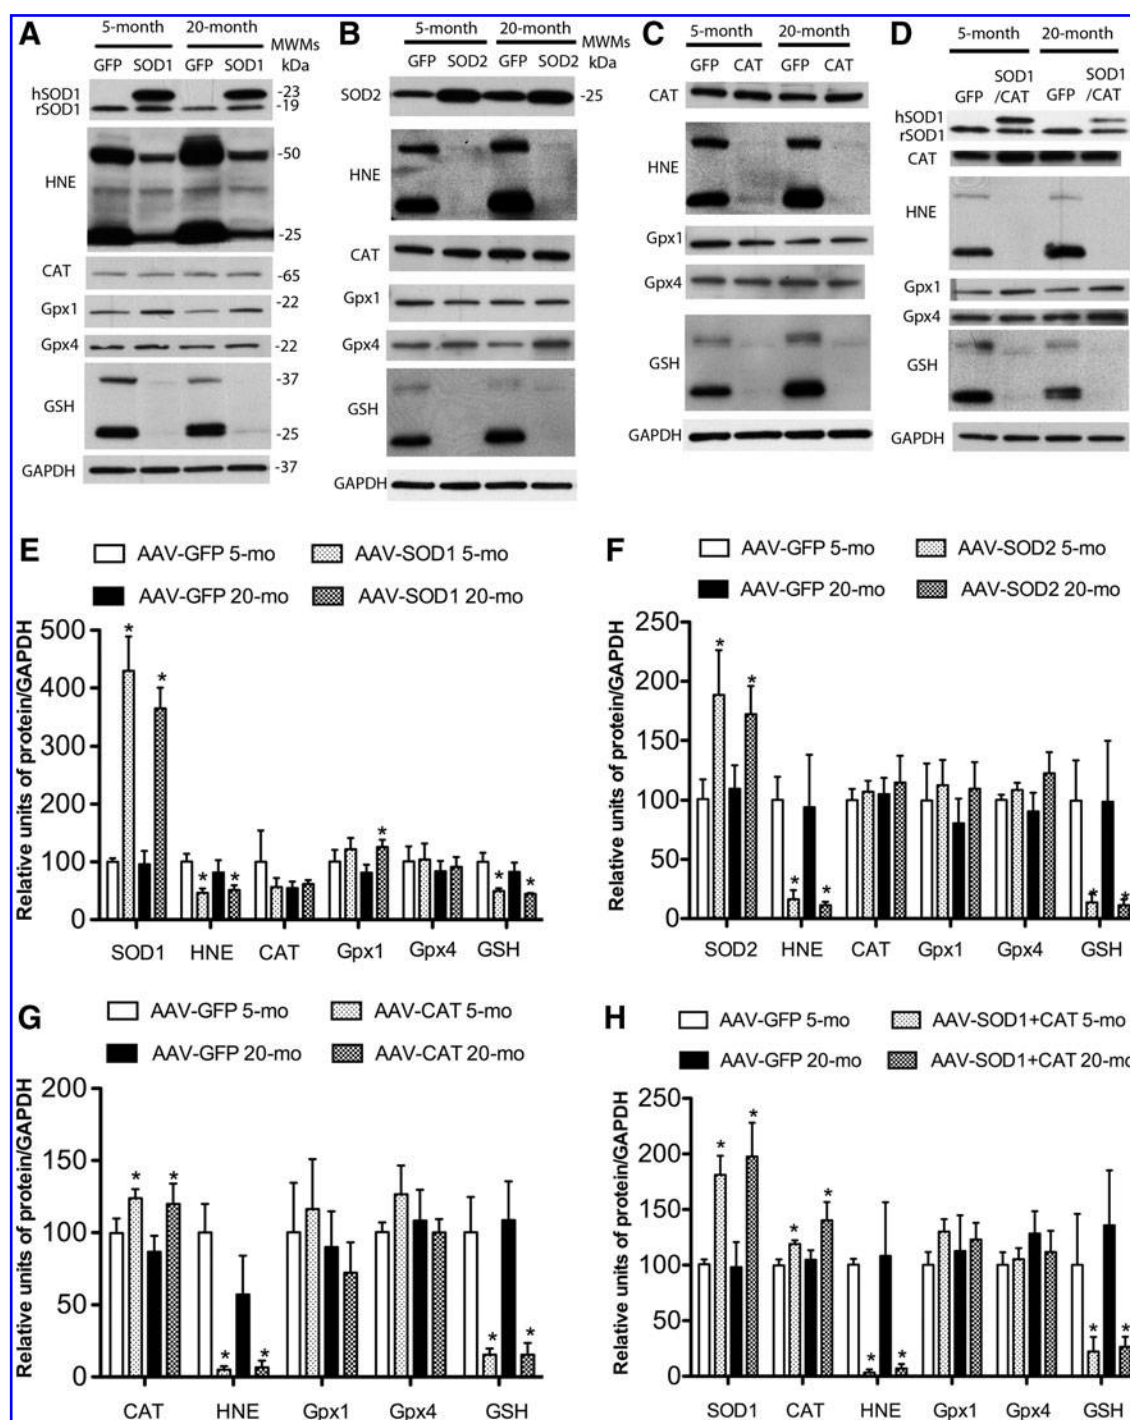 A
5-month 20-month
MWMs
kDa
GFP SOD1 GFP SOD1
hSOD1
-23
rSOD1
-19
HNE
-50
-25
CAT
-65
Gpx1
-22
Gpx4
-22
GSH
-37
-25
GAPDH
-37
B
5-month 20-month
MWMs
kDa
GFP SOD2 GFP SOD2
SOD2
-25
HNE
CAT
Gpx1
Gpx4
GSH
GAPDH
C
5-month 20-month
GFP CAT GFP CAT
CAT
HNE
Gpx1
Gpx4
GSH
GAPDH
D
5-month 20-month
SOD1 SOD1
GFP /CAT GFP /CAT
hSOD1
rSOD1
CAT
HNE
Gpx1
Gpx4
GSH
GAPDH
E
AAV-GFP 5-mo AAV-SOD1 5-mo
AAV-GFP 20-mo AAV-SOD1 20-mo
Relative units of protein/GAPDH
500
400
300
200
100
0
* * * * * * *
SOD1 HNE CAT Gpx1 Gpx4 GSH
F
AAV-GFP 5-mo AAV-SOD2 5-mo
AAV-GFP 20-mo AAV-SOD2 20-mo
Relative units of protein/GAPDH
250
200
150
100
50
0
* * * * * *
SOD2 HNE CAT Gpx1 Gpx4 GSH
G
AAV-GFP 5-mo AAV-CAT 5-mo
AAV-GFP 20-mo AAV-CAT 20-mo
Relative units of protein/GAPDH
200
150
100
50
0
* * * * * *
CAT HNE Gpx1 Gpx4 GSH
H
AAV-GFP 5-mo AAV-SOD1+CAT 5-mo
AAV-GFP 20-mo AAV-SOD1+CAT 20-mo
Relative units of protein/GAPDH
250
200
150
100
50
0
* * * * * * * *
SOD1 CAT HNE Gpx1 Gpx4 GSH